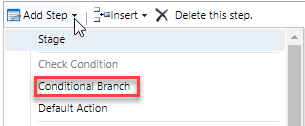 Add Step Insert Delete this step.
Stage
Check Condition
Conditional Branch
Default Action